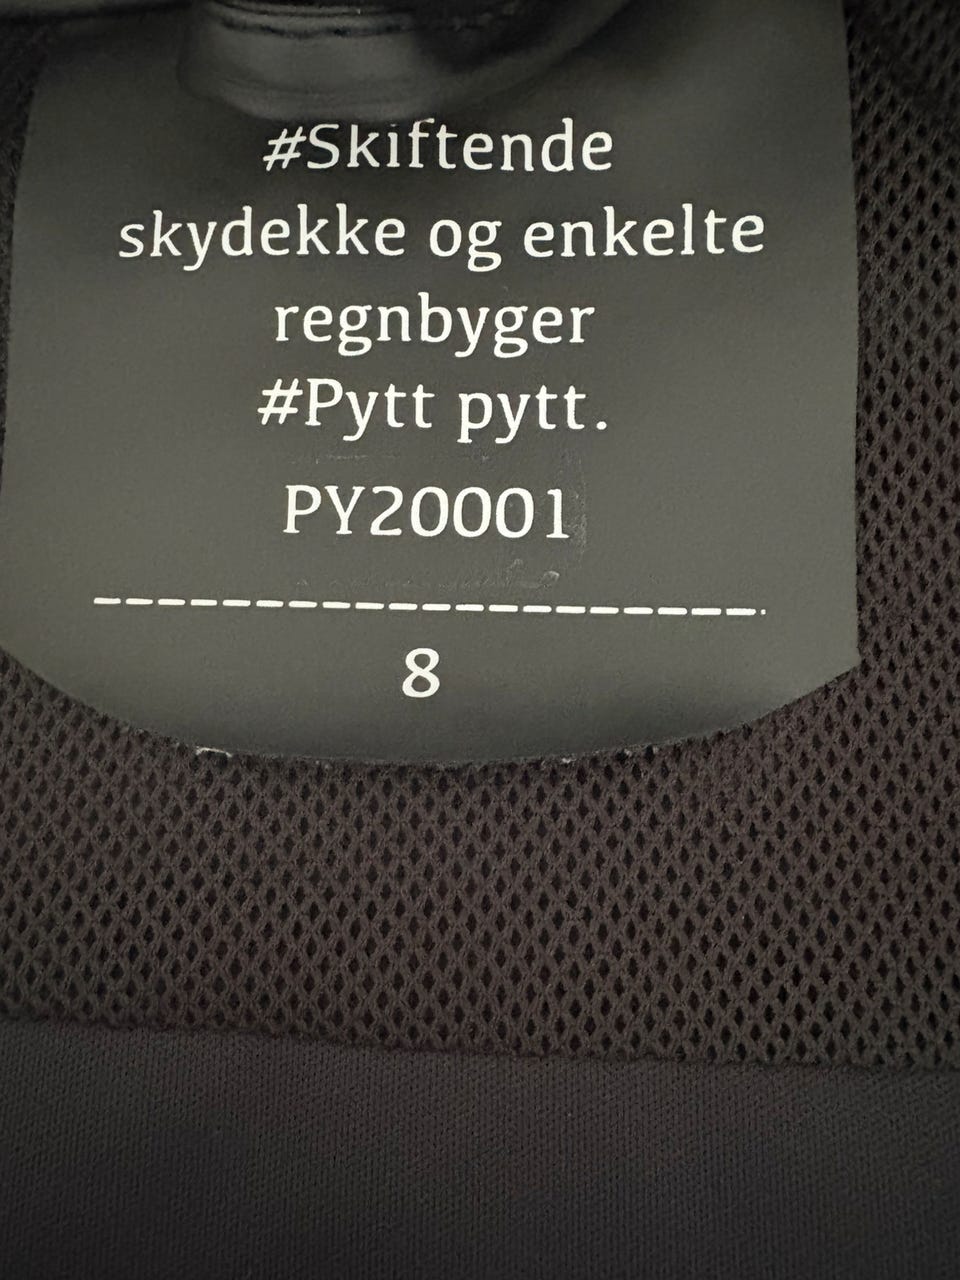 #Skiftende
skydekke og enkelte
regnbyger
#Pytt pytt.
PY20001
8